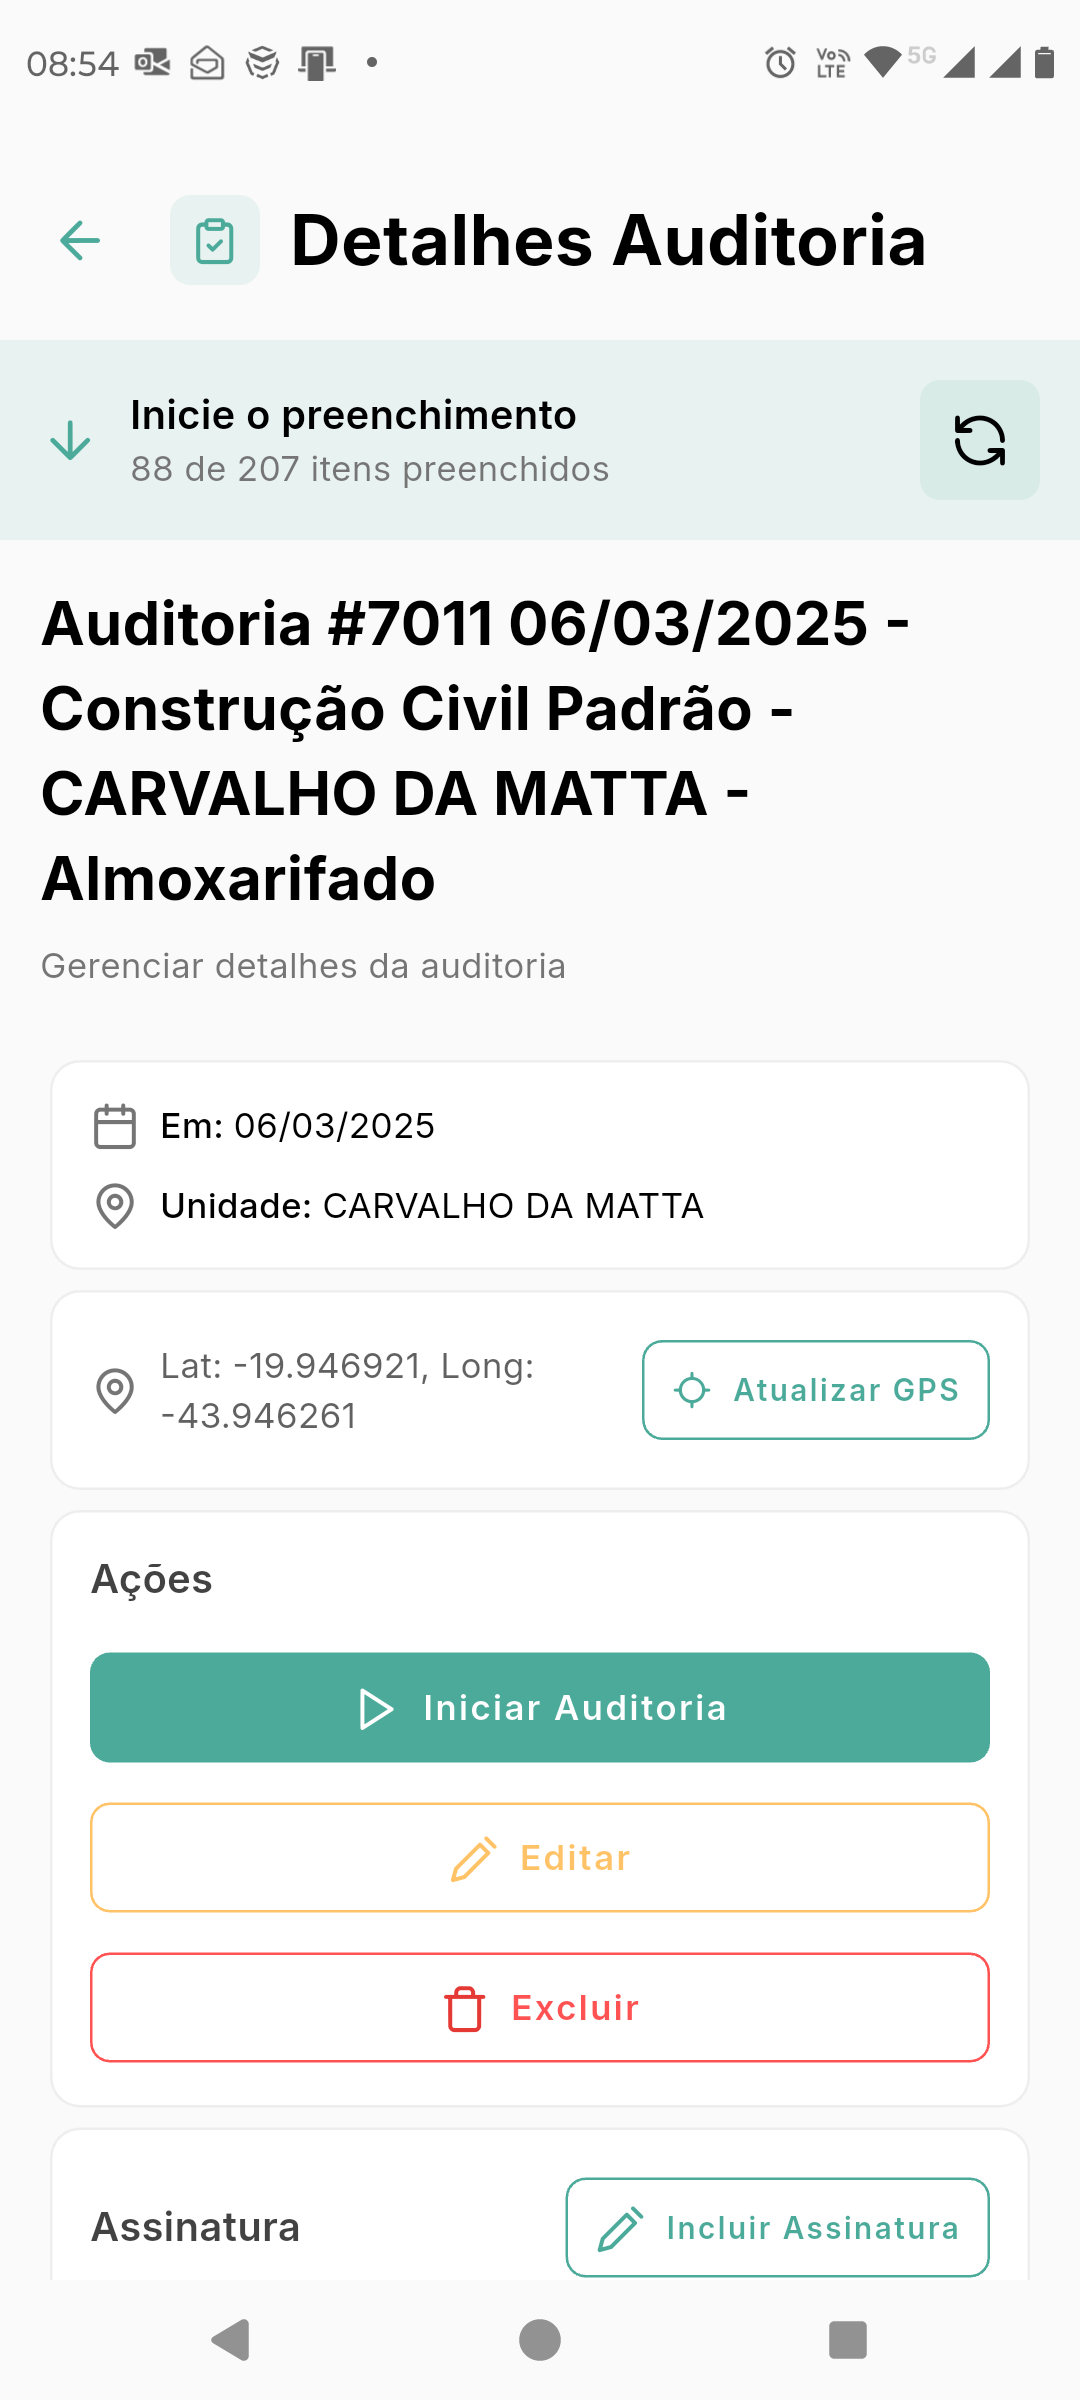 08:54
Vo LTE 5G
Detalhes Auditoria
Inicie o preenchimento
88 de 207 itens preenchidos
Auditoria #7011 06/03/2025 -
Construção Civil Padrão -
CARVALHO DA MATTA -
Almoxarifado
Gerenciar detalhes da auditoria
Em: 06/03/2025
Unidade: CARVALHO DA MATTA
Lat: -19.946921, Long:
-43.946261
Atualizar GPS
Ações
Iniciar Auditoria
Editar
Excluir
Assinatura
Incluir Assinatura